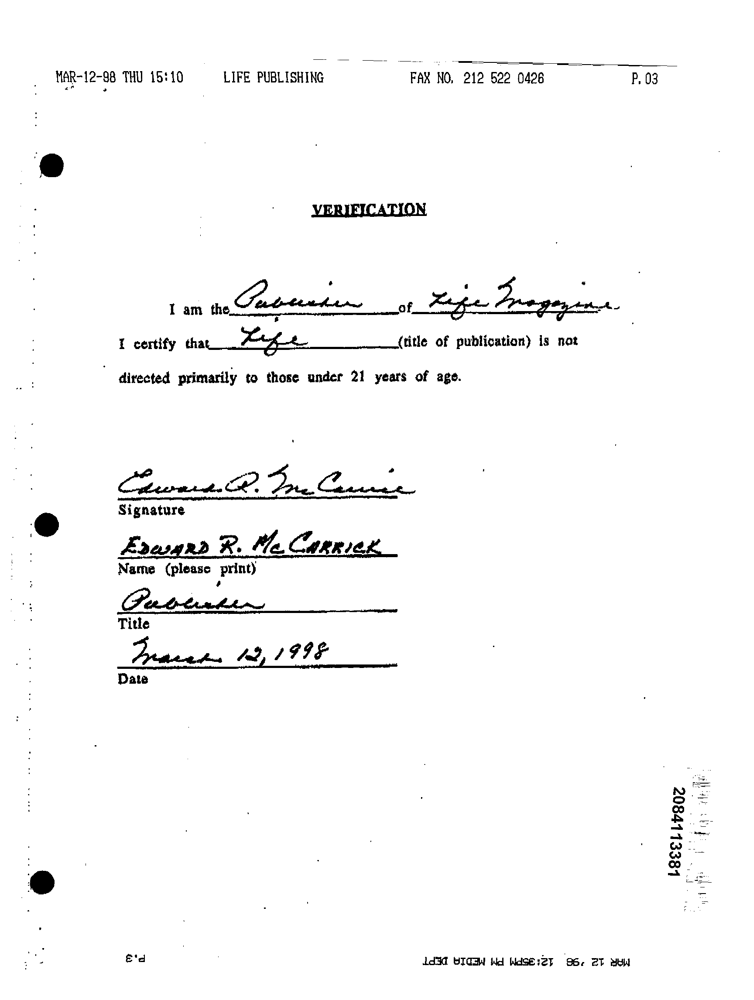 MAR-12-98 THU 15:10 LIFE PUBLISHING FAX NO. 212 522 0426 P. 03
VERIFICATION
I am the Publisher of Life Magazine
I certify that Life (title of publication) is not
directed primarily to those under 21 years of age.
Edward R. McCarrick
Signature
EDWARD R. McCARRICK
Name (please print)
Publisher
Title
March 12, 1998
Date
2084113381
MAR 12 '98 12:35PM PM MEDIA DEPT P.3